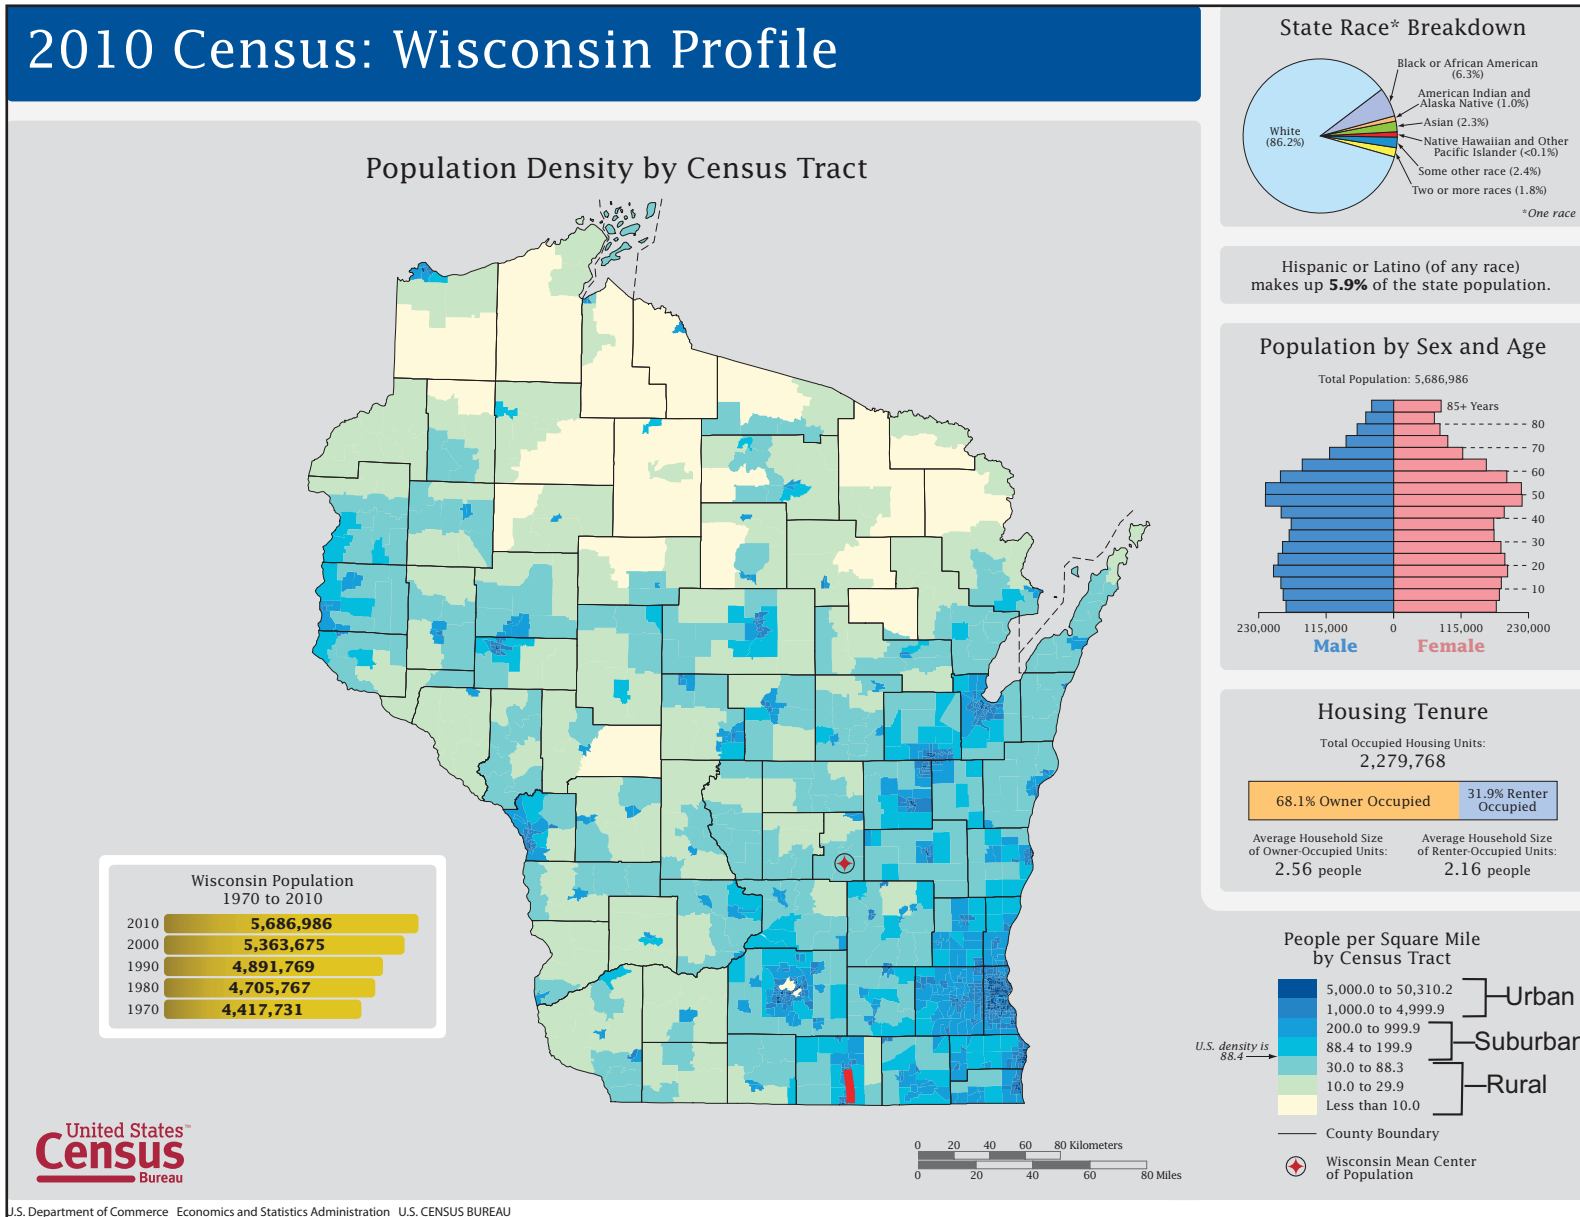 2010 Census: Wisconsin Profile
Population Density by Census Tract
Wisconsin Population
1970 to 2010
2010 5,686,986
2000 5,363,675
1990 4,891,769
1980 4,705,767
1970 4,417,731
United States™
Census
Bureau
U.S. Department of Commerce Economics and Statistics Administration U.S. CENSUS BUREAU
0 20 40 60 80 Kilometers
0 20 40 60 80 Miles
State Race* Breakdown
Black or African American
(6.3%)
American Indian and
Alaska Native (1.0%)
Asian (2.3%)
White
(86.2%)
Native Hawaiian and Other
Pacific Islander (<0.1%)
Some other race (2.4%)
Two or more races (1.8%)
*One race
Hispanic or Latino (of any race)
makes up 5.9% of the state population.
Population by Sex and Age
Total Population: 5,686,986
85+ Years
80
70
60
50
40
30
20
10
230,000 115,000 0 115,000 230,000
Male Female
Housing Tenure
Total Occupied Housing Units:
2,279,768
68.1% Owner Occupied
31.9% Renter
Occupied
Average Household Size
of Owner-Occupied Units:
2.56 people
Average Household Size
of Renter-Occupied Units:
2.16 people
People per Square Mile
by Census Tract
5,000.0 to 50,310.2
1,000.0 to 4,999.9
Urban
200.0 to 999.9
88.4 to 199.9
Suburban
U.S. density is
88.4
30.0 to 88.3
10.0 to 29.9
Less than 10.0
Rural
County Boundary
Wisconsin Mean Center
of Population